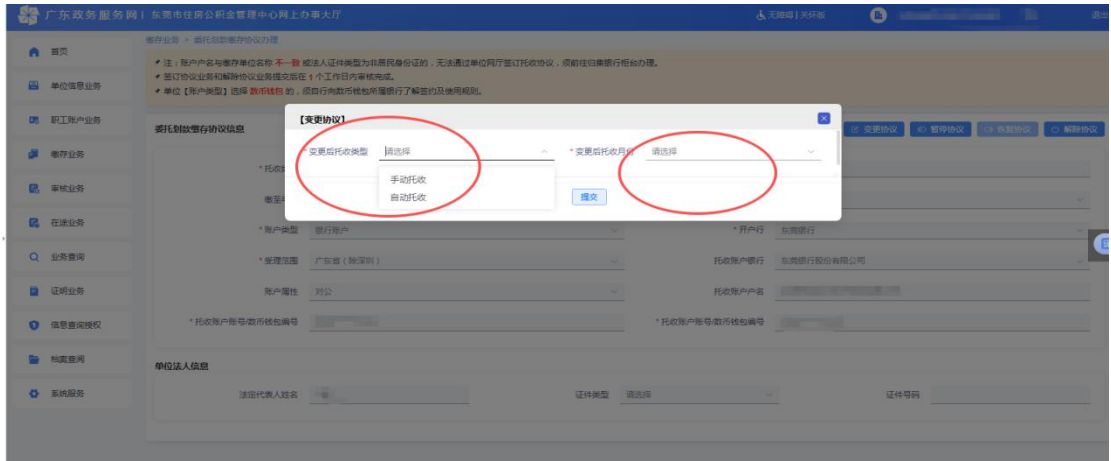 广东政务服务网 | 东莞市住房公积金管理中心网上办事大厅
无障碍 | 关怀版
退出
首页
单位信息业务
职工账户业务
缴存业务
审核业务
在途业务
业务查询
证明业务
信息查询授权
档案查阅
系统服务
缴存业务 > 委托划款缴存协议办理
注：账户户名与缴存单位名称 不一致 或法人证件类型为非居民身份证的，无法通过单位网厅签订托收协议，须前往归集银行柜台办理。
签订协议业务和解除协议业务提交后在 1 个工作日内审核完成。
单位【账户类型】选择 数币钱包 的，须自行向数币钱包所属银行了解签约及使用规则。
委托划款缴存协议信息
变更协议
暂停协议
恢复协议
解除协议
【变更协议】
* 变更后托收类型 请选择
* 变更后托收月份 请选择
手动托收
自动托收
提交
* 账户类型 银行账户
* 开户行 东莞银行
* 受理范围 广东省（除深圳）
托收账户银行 东莞银行股份有限公司
账户属性 对公
托收账户户名
* 托收账户账号/数币钱包编号
* 托收账户账号/数币钱包编号
单位法人信息
法定代表人姓名
证件类型 请选择
证件号码